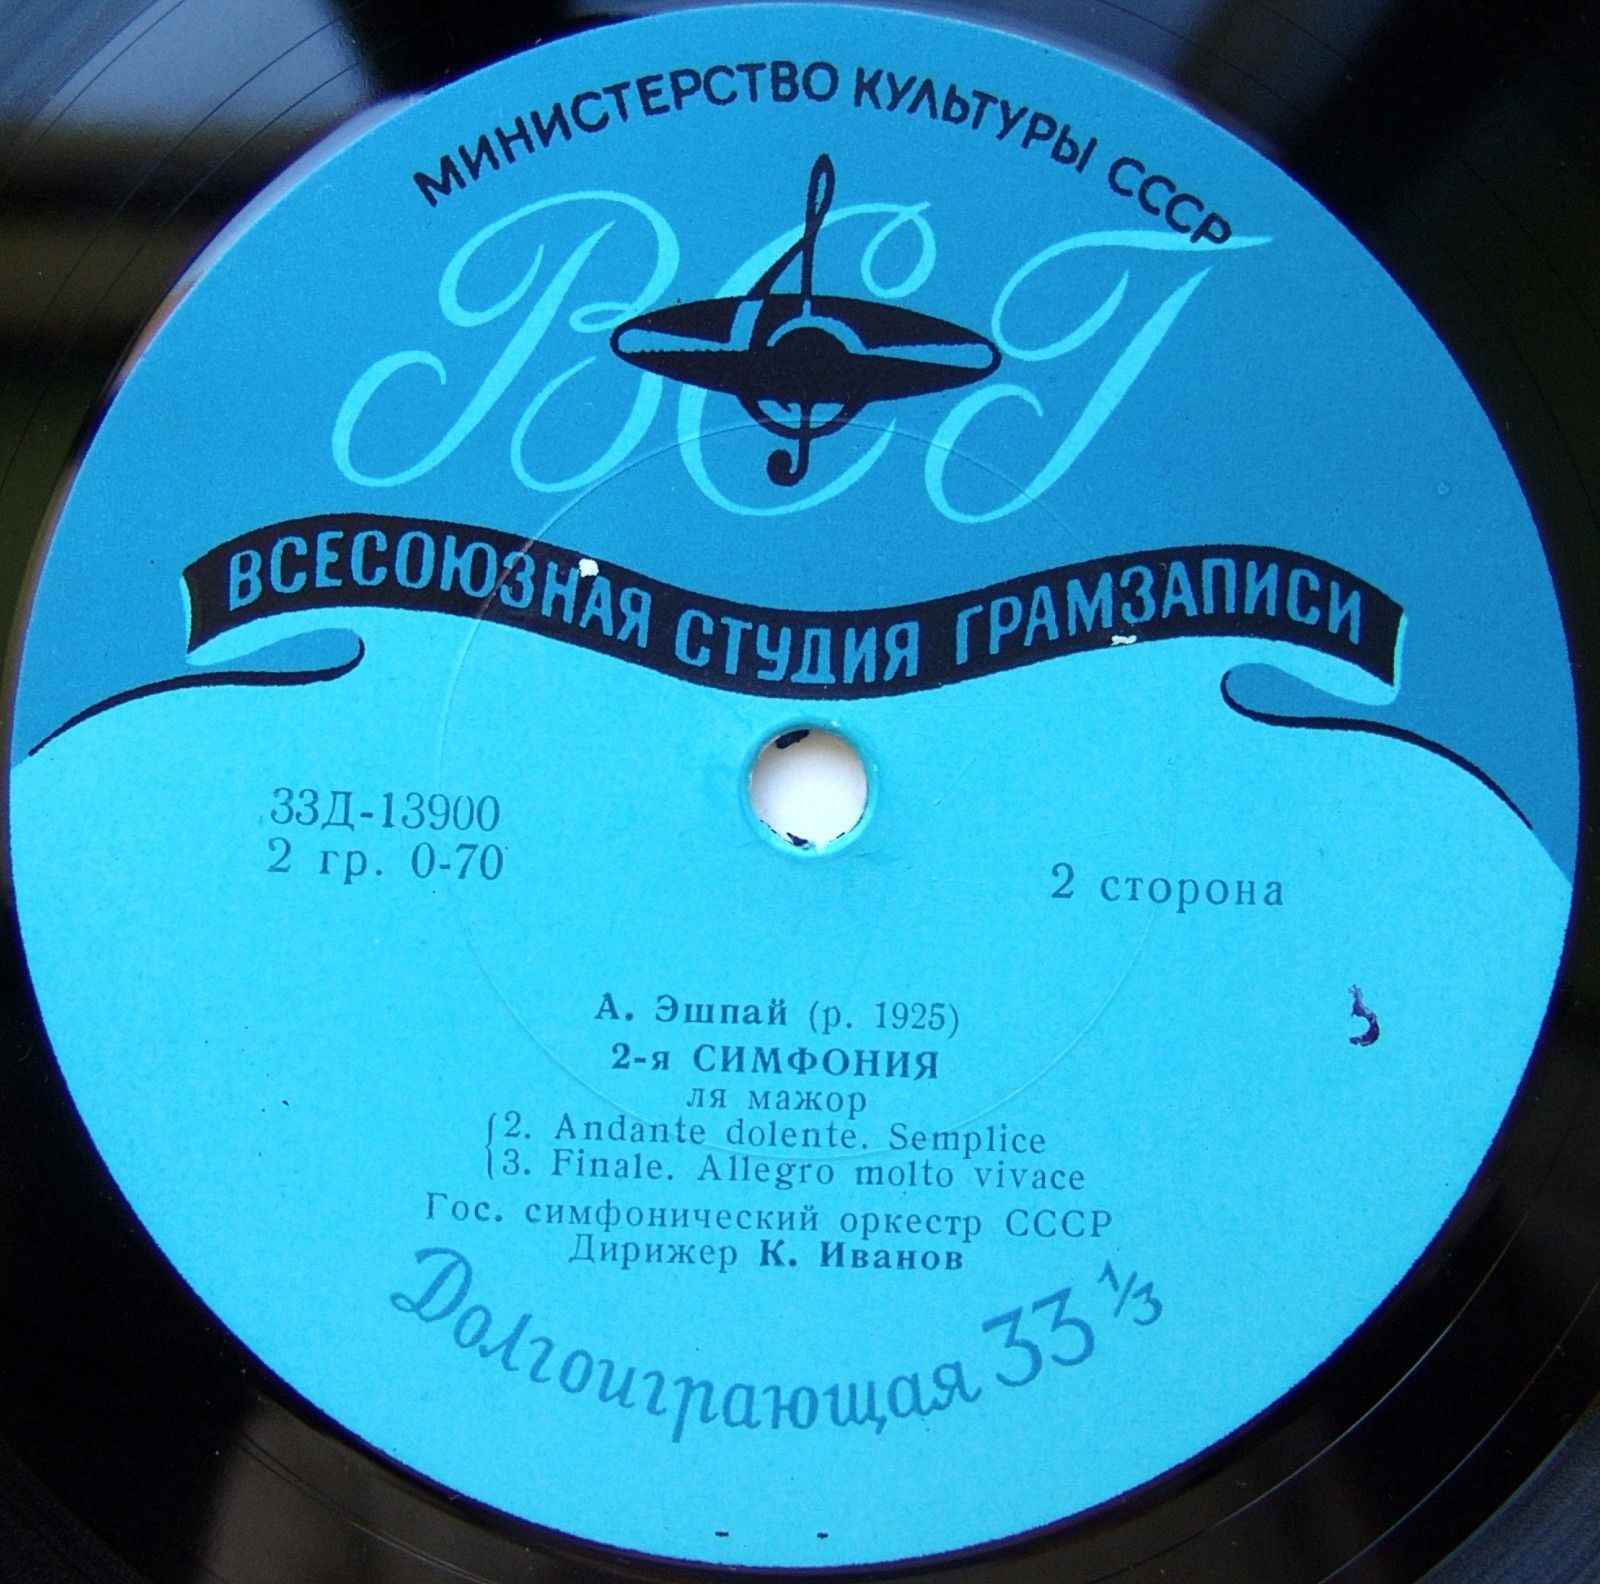 МИНИСТЕРСТВО КУЛЬТУРЫ СССР
ВСГ
ВСЕСОЮЗНАЯ СТУДИЯ ГРАМЗАПИСИ
33Д-13900
2 гр. 0-70
2 сторона
А. Эшпай (р. 1925)
2-я СИМФОНИЯ
ля мажор
2. Andante dolente. Semplice
3. Finale. Allegro molto vivace
Гос. симфонический оркестр СССР
Дирижер К. Иванов
Долгоиграющая 33 1/3